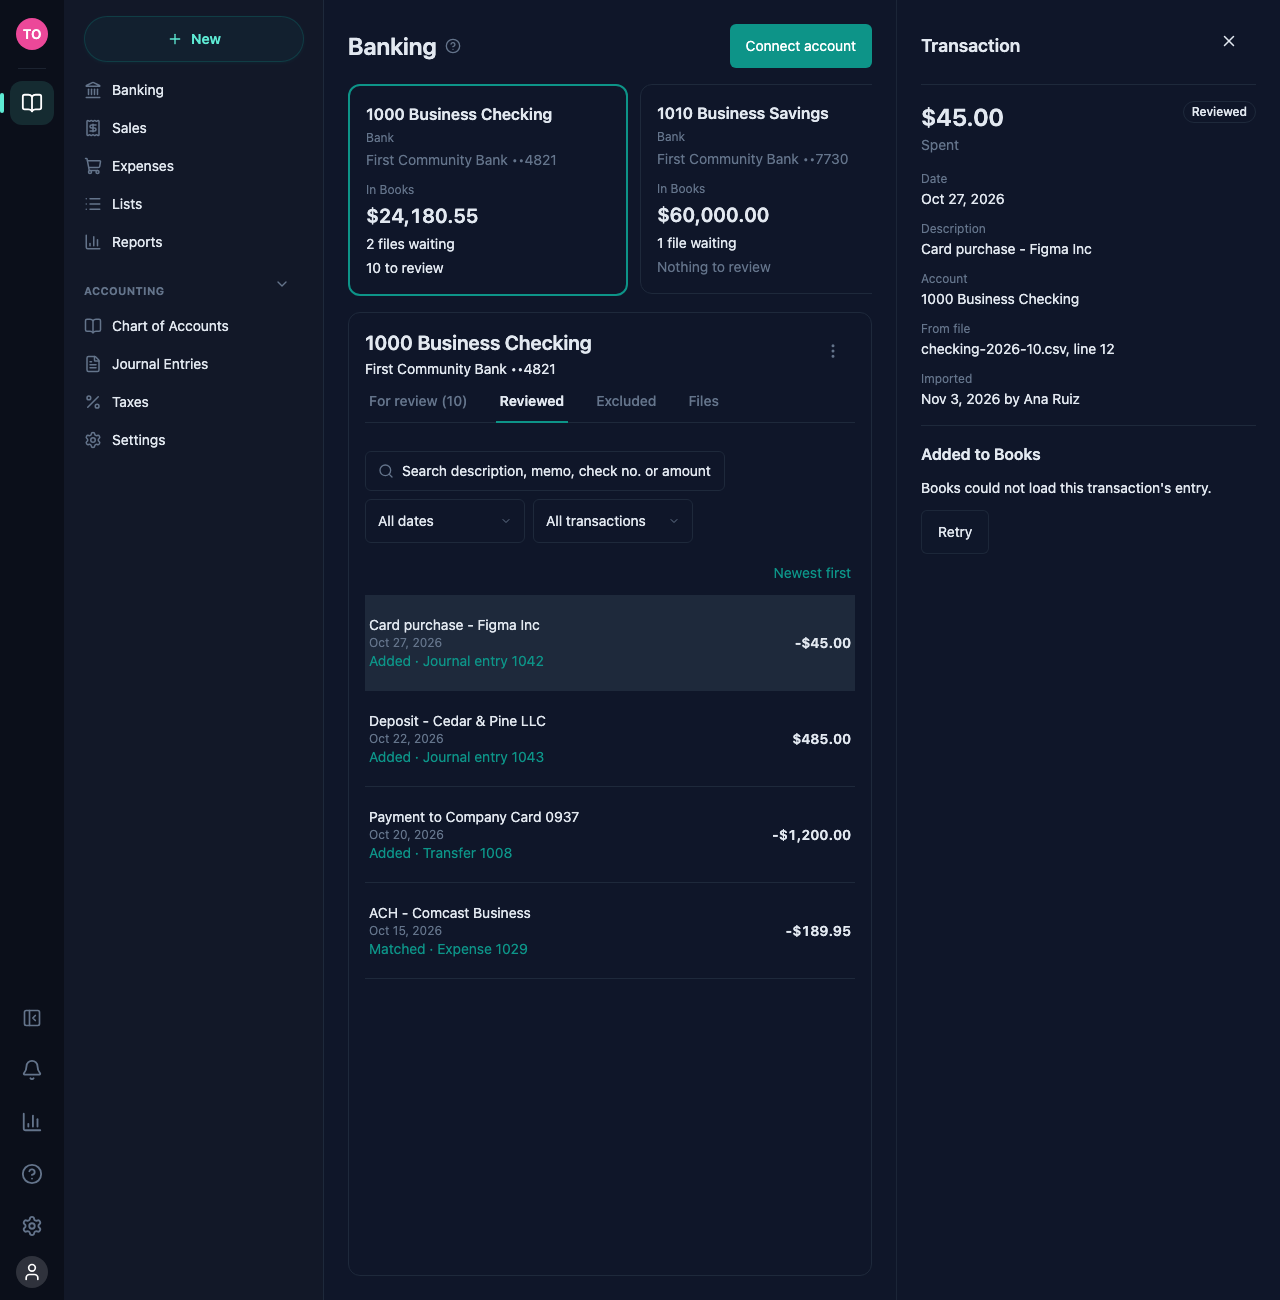 TO
New
Banking
Sales
Expenses
Lists
Reports
ACCOUNTING
Chart of Accounts
Journal Entries
Taxes
Settings
Banking
Connect account
1000 Business Checking
Bank
First Community Bank ••4821
In Books
$24,180.55
2 files waiting
10 to review
1010 Business Savings
Bank
First Community Bank ••7730
In Books
$60,000.00
1 file waiting
Nothing to review
1000 Business Checking
First Community Bank ••4821
For review (10) Reviewed Excluded Files
Search description, memo, check no. or amount
All dates All transactions
Newest first
Card purchase - Figma Inc
Oct 27, 2026
Added · Journal entry 1042
-$45.00
Deposit - Cedar & Pine LLC
Oct 22, 2026
Added · Journal entry 1043
$485.00
Payment to Company Card 0937
Oct 20, 2026
Added · Transfer 1008
-$1,200.00
ACH - Comcast Business
Oct 15, 2026
Matched · Expense 1029
-$189.95
Transaction
$45.00
Reviewed
Spent
Date
Oct 27, 2026
Description
Card purchase - Figma Inc
Account
1000 Business Checking
From file
checking-2026-10.csv, line 12
Imported
Nov 3, 2026 by Ana Ruiz
Added to Books
Books could not load this transaction's entry.
Retry